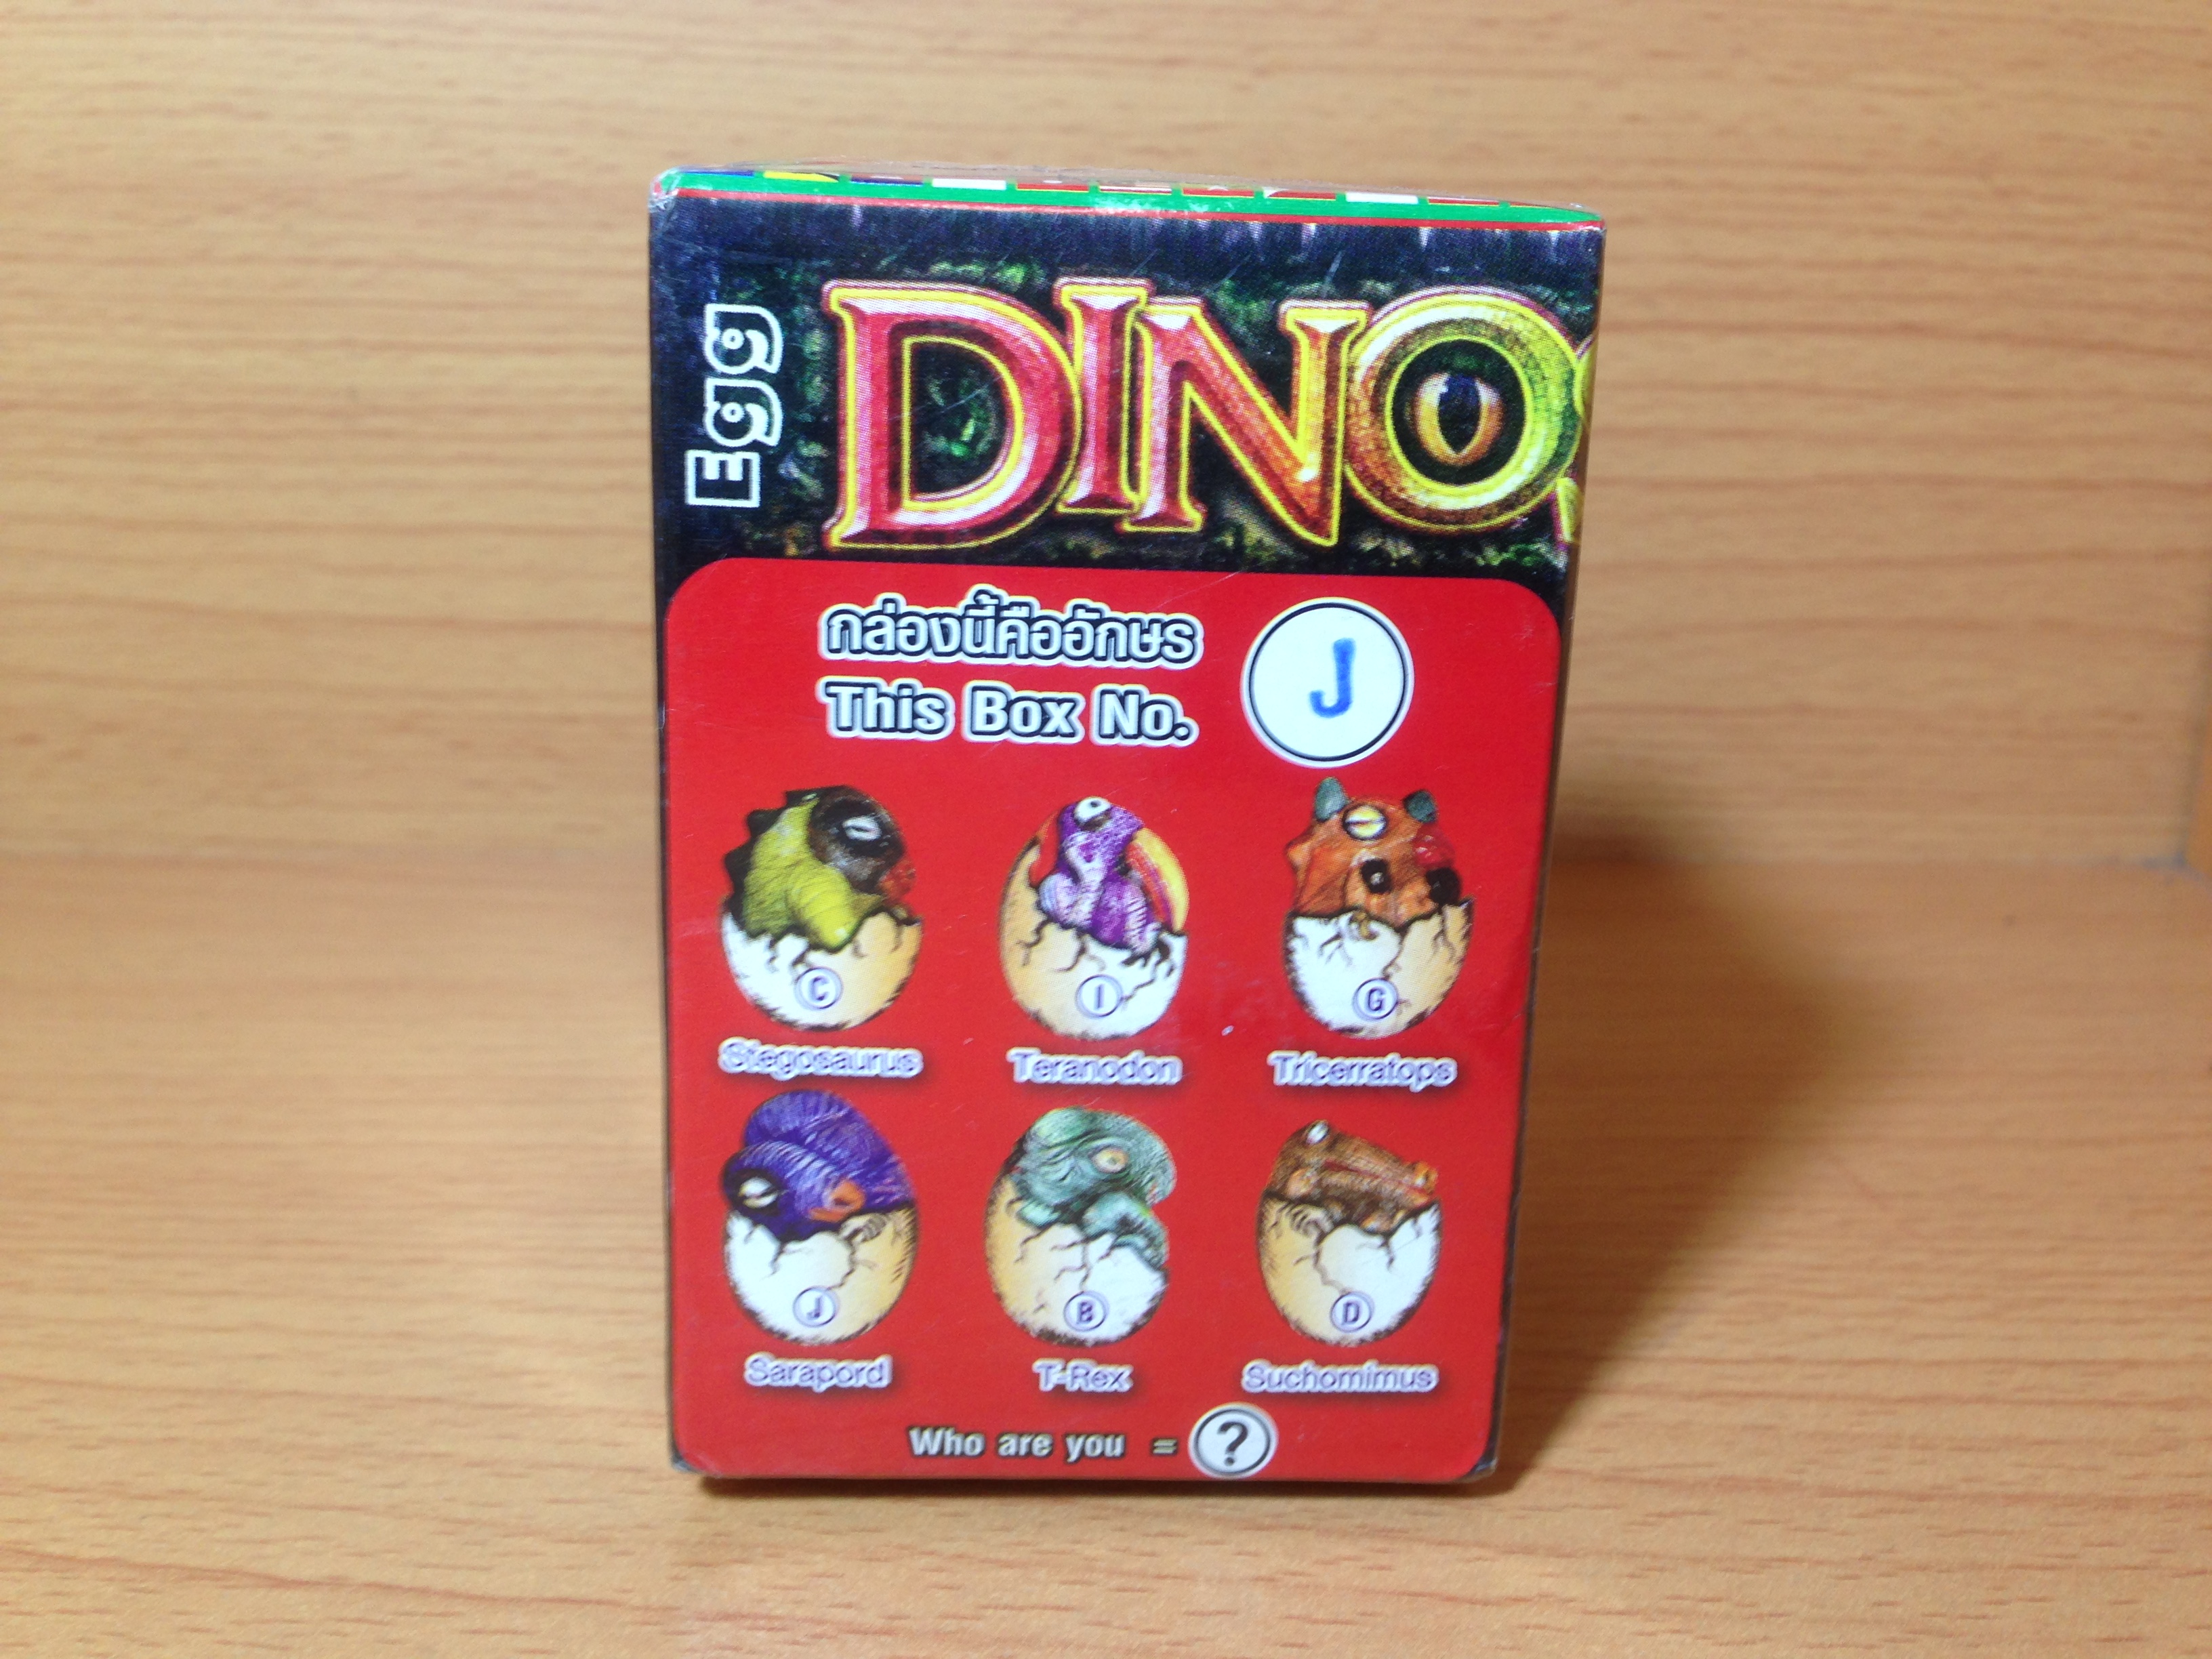 Egg
DINOS
กล่องนี้คืออักษร
This Box No.
J
C
I
G
Stegosaurus
Teranodon
Tricerratops
J
B
D
Sarapord
T-Rex
Suchomimus
Who are you = ?